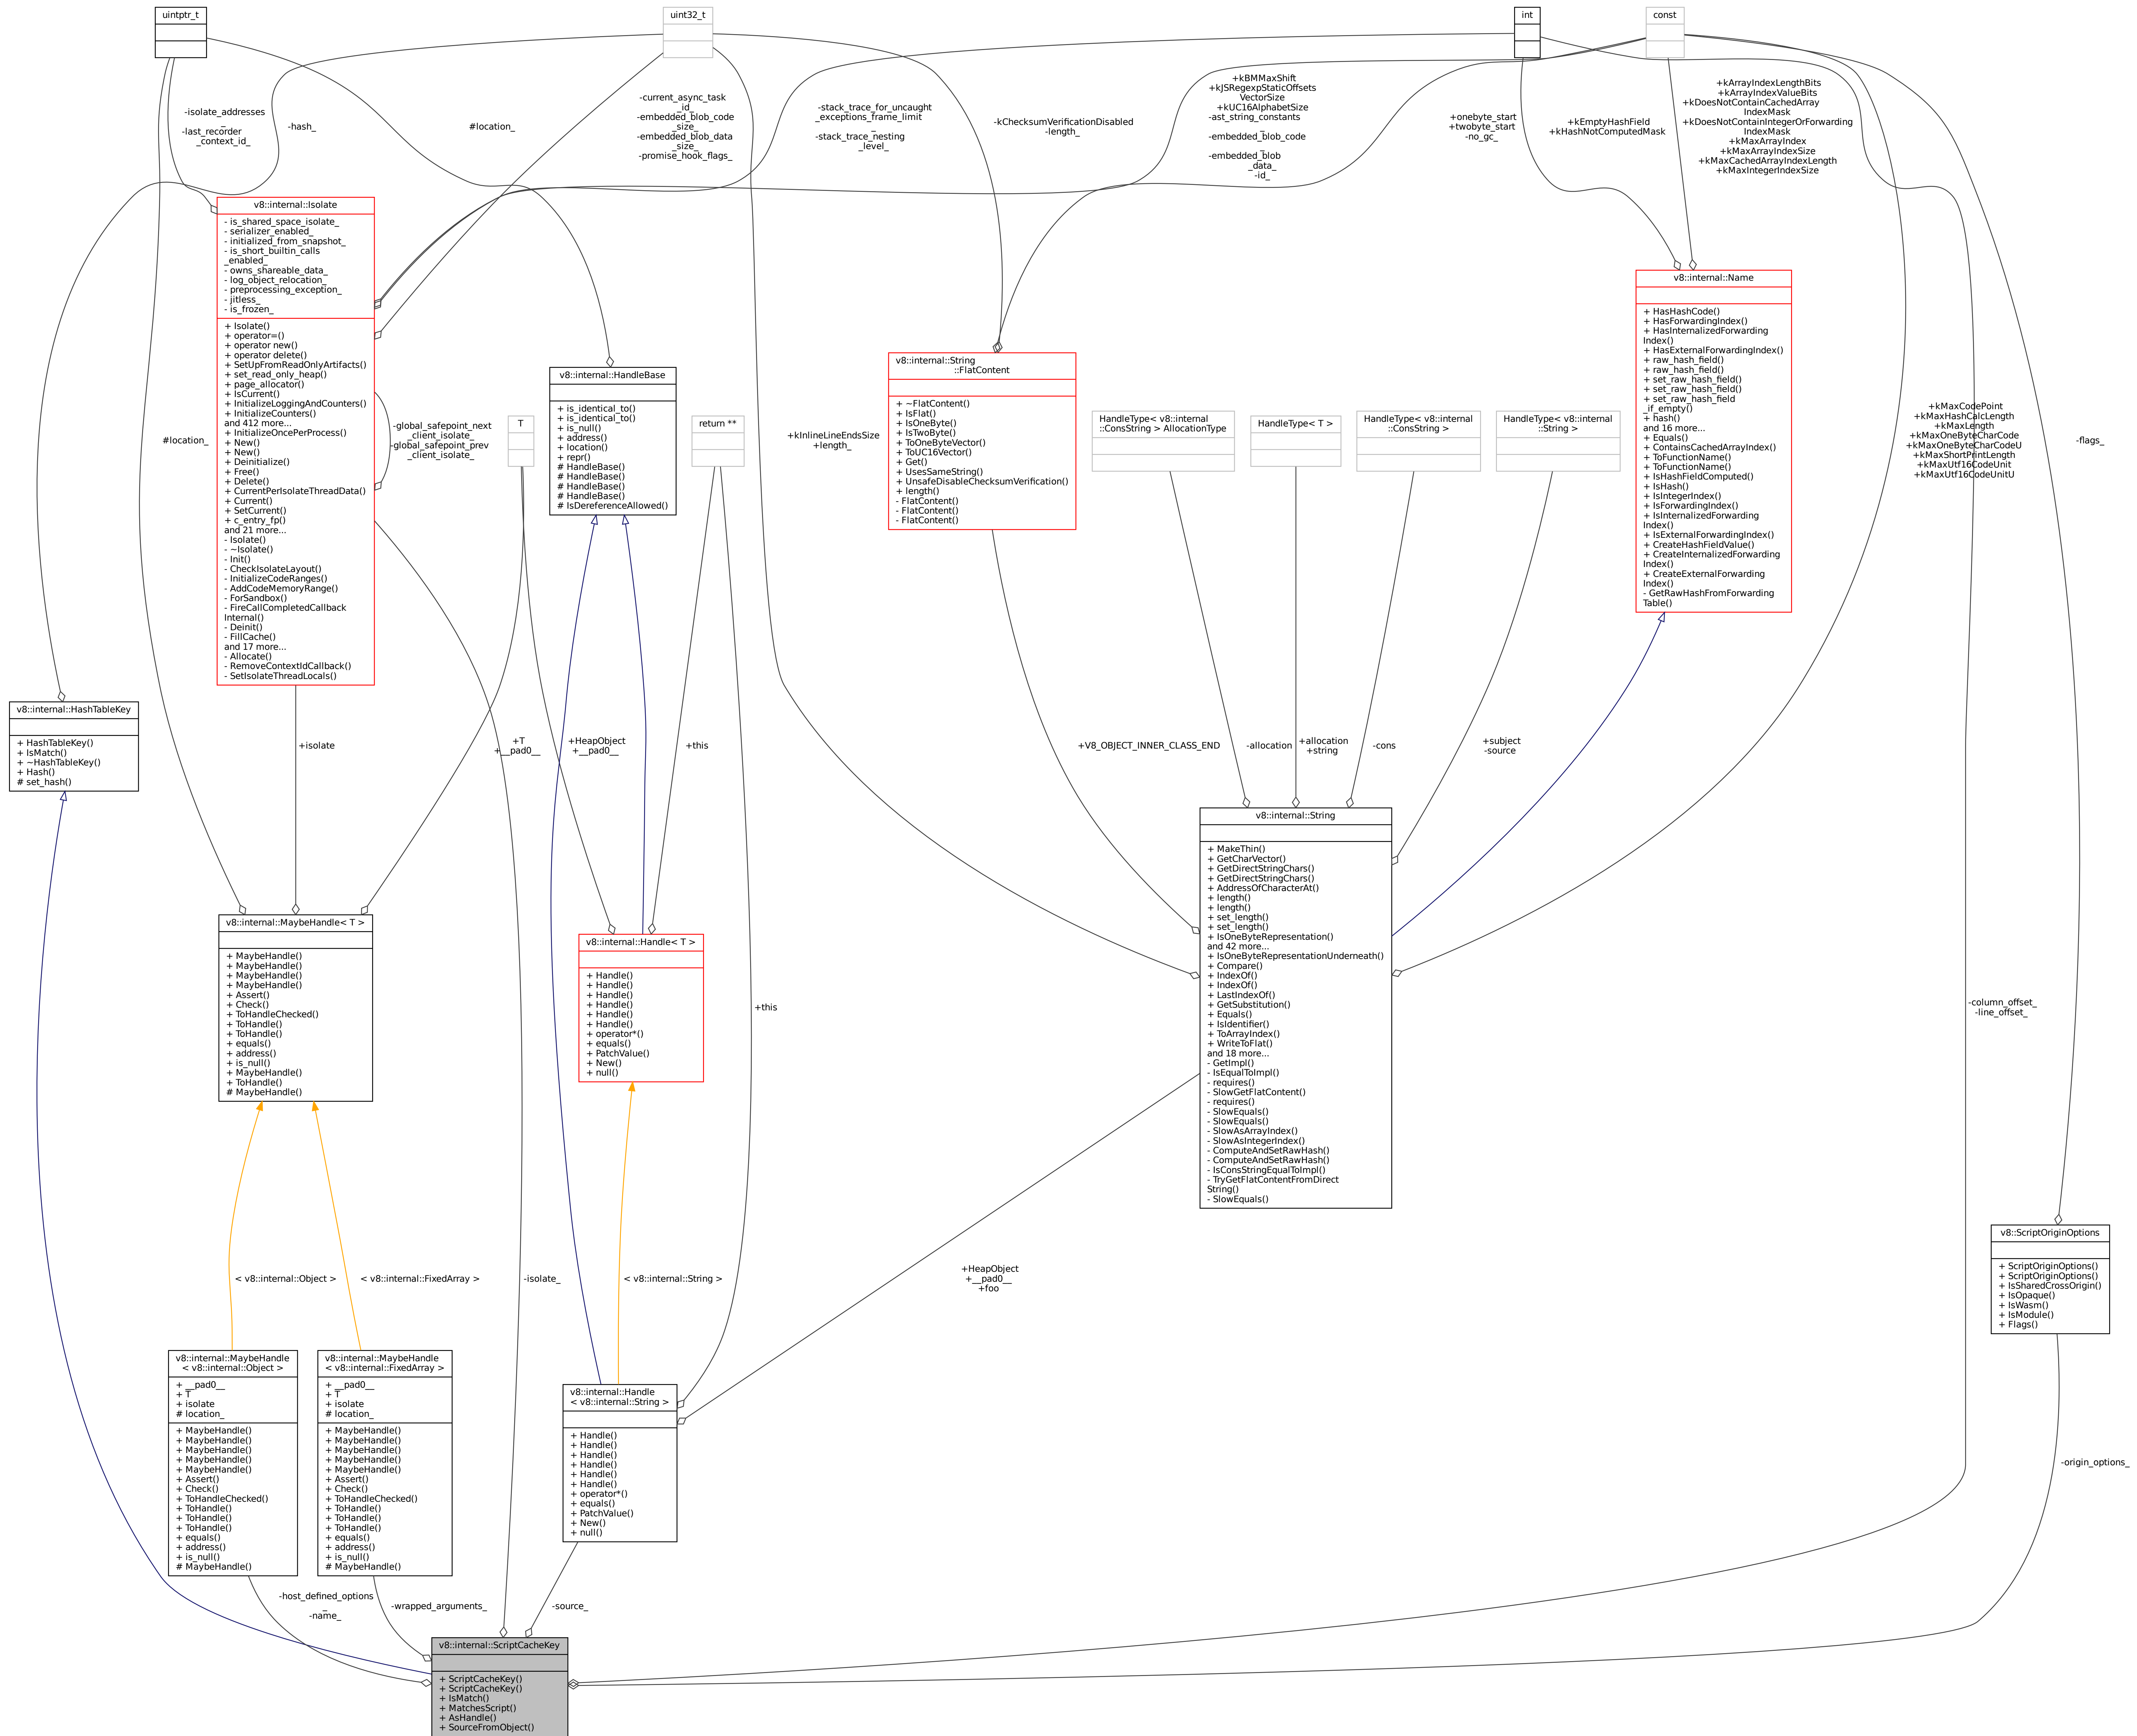 uintptr_t
uint32_t
int
const
-isolate_addresses
_
-last_recorder
_context_id_
-hash_
#location_
-current_async_task
_id_
-embedded_blob_code
_size_
-embedded_blob_data
_size_
-promise_hook_flags_
-stack_trace_for_uncaught
_exceptions_frame_limit
_
-stack_trace_nesting
_level_
-kChecksumVerificationDisabled
-length_
+kBMMaxShift
+kJSRegexpStaticOffsets
VectorSize
+kUC16AlphabetSize
-ast_string_constants
_
-embedded_blob_code
_
-embedded_blob
_data_
-id_
+onebyte_start
+twobyte_start
-no_gc_
+kEmptyHashField
+kHashNotComputedMask
+kArrayIndexLengthBits
+kArrayIndexValueBits
+kDoesNotContainCachedArray
IndexMask
+kDoesNotContainIntegerOrForwarding
IndexMask
+kMaxArrayIndex
+kMaxArrayIndexSize
+kMaxCachedArrayIndexLength
+kMaxIntegerIndexSize
v8::internal::Isolate
- is_shared_space_isolate_
- serializer_enabled_
- initialized_from_snapshot_
- is_short_builtin_calls
_enabled_
- owns_shareable_data_
- log_object_relocation_
- preprocessing_exception_
- jitless_
- is_frozen_
+ Isolate()
+ operator=()
+ operator new()
+ operator delete()
+ SetUpFromReadOnlyArtifacts()
+ set_read_only_heap()
+ page_allocator()
+ IsCurrent()
+ InitializeLoggingAndCounters()
+ InitializeCounters()
and 412 more...
+ InitializeOncePerProcess()
+ New()
+ New()
+ Deinitialize()
+ Free()
+ Delete()
+ CurrentPerIsolateThreadData()
+ Current()
+ SetCurrent()
+ c_entry_fp()
and 21 more...
- Isolate()
- ~Isolate()
- Init()
- CheckIsolateLayout()
- InitializeCodeRanges()
- AddCodeMemoryRange()
- ForSandbox()
- FireCallCompletedCallback
Internal()
- Deinit()
- FillCache()
and 17 more...
- Allocate()
- RemoveContextIdCallback()
- SetIsolateThreadLocals()
-global_safepoint_next
_client_isolate_
-global_safepoint_prev
_client_isolate_
v8::internal::HandleBase
+ is_identical_to()
+ is_identical_to()
+ is_null()
+ address()
+ location()
+ repr()
# HandleBase()
# HandleBase()
# HandleBase()
# HandleBase()
# IsDereferenceAllowed()
T
return **
v8::internal::String
::FlatContent
+ ~FlatContent()
+ IsFlat()
+ IsOneByte()
+ IsTwoByte()
+ ToOneByteVector()
+ ToUC16Vector()
+ Get()
+ UsesSameString()
+ UnsafeDisableChecksumVerification()
+ length()
- FlatContent()
- FlatContent()
- FlatContent()
HandleType< v8::internal
::ConsString > AllocationType
HandleType< T >
HandleType< v8::internal
::ConsString >
HandleType< v8::internal
::String >
v8::internal::Name
+ HasHashCode()
+ HasForwardingIndex()
+ HasInternalizedForwarding
Index()
+ HasExternalForwardingIndex()
+ raw_hash_field()
+ raw_hash_field()
+ set_raw_hash_field()
+ set_raw_hash_field()
+ set_raw_hash_field
_if_empty()
+ hash()
and 16 more...
+ Equals()
+ ContainsCachedArrayIndex()
+ ToFunctionName()
+ ToFunctionName()
+ IsHashFieldComputed()
+ IsHash()
+ IsIntegerIndex()
+ IsForwardingIndex()
+ IsInternalizedForwarding
Index()
+ IsExternalForwardingIndex()
+ CreateHashFieldValue()
+ CreateInternalizedForwarding
Index()
+ CreateExternalForwarding
Index()
- GetRawHashFromForwarding
Table()
#location_
+kInlineLineEndsSize
+length_
+kMaxCodePoint
+kMaxHashCalcLength
+kMaxLength
+kMaxOneByteCharCode
+kMaxOneByteCharCodeU
+kMaxShortPrintLength
+kMaxUtf16CodeUnit
+kMaxUtf16CodeUnitU
-flags_
v8::internal::HashTableKey
+ HashTableKey()
+ IsMatch()
+ ~HashTableKey()
+ Hash()
# set_hash()
+isolate
+T
+__pad0__
+HeapObject
+__pad0__
+this
+V8_OBJECT_INNER_CLASS_END
-allocation
+allocation
+string
-cons
+subject
-source
v8::internal::String
+ MakeThin()
+ GetCharVector()
+ GetDirectStringChars()
+ GetDirectStringChars()
+ AddressOfCharacterAt()
+ length()
+ length()
+ set_length()
+ set_length()
+ IsOneByteRepresentation()
and 42 more...
+ IsOneByteRepresentationUnderneath()
+ Compare()
+ IndexOf()
+ IndexOf()
+ LastIndexOf()
+ GetSubstitution()
+ Equals()
+ IsIdentifier()
+ ToArrayIndex()
+ WriteToFlat()
and 18 more...
- GetImpl()
- IsEqualToImpl()
- requires()
- SlowGetFlatContent()
- requires()
- SlowEquals()
- SlowEquals()
- SlowAsArrayIndex()
- SlowAsIntegerIndex()
- ComputeAndSetRawHash()
- ComputeAndSetRawHash()
- IsConsStringEqualToImpl()
- TryGetFlatContentFromDirect
String()
- SlowEquals()
v8::internal::MaybeHandle< T >
+ MaybeHandle()
+ MaybeHandle()
+ MaybeHandle()
+ MaybeHandle()
+ Assert()
+ Check()
+ ToHandleChecked()
+ ToHandle()
+ ToHandle()
+ equals()
+ address()
+ is_null()
+ MaybeHandle()
+ ToHandle()
# MaybeHandle()
v8::internal::Handle< T >
+ Handle()
+ Handle()
+ Handle()
+ Handle()
+ Handle()
+ Handle()
+ operator*()
+ equals()
+ PatchValue()
+ New()
+ null()
+this
-column_offset_
-line_offset_
v8::ScriptOriginOptions
+ ScriptOriginOptions()
+ ScriptOriginOptions()
+ IsSharedCrossOrigin()
+ IsOpaque()
+ IsWasm()
+ IsModule()
+ Flags()
< v8::internal::Object >
< v8::internal::FixedArray >
-isolate_
< v8::internal::String >
+HeapObject
+__pad0__
+foo
v8::internal::MaybeHandle
< v8::internal::Object >
+ __pad0__
+ T
+ isolate
# location_
+ MaybeHandle()
+ MaybeHandle()
+ MaybeHandle()
+ MaybeHandle()
+ MaybeHandle()
+ Assert()
+ Check()
+ ToHandleChecked()
+ ToHandle()
+ ToHandle()
+ ToHandle()
+ equals()
+ address()
+ is_null()
# MaybeHandle()
v8::internal::MaybeHandle
< v8::internal::FixedArray >
+ __pad0__
+ T
+ isolate
# location_
+ MaybeHandle()
+ MaybeHandle()
+ MaybeHandle()
+ MaybeHandle()
+ MaybeHandle()
+ Assert()
+ Check()
+ ToHandleChecked()
+ ToHandle()
+ ToHandle()
+ ToHandle()
+ equals()
+ address()
+ is_null()
# MaybeHandle()
v8::internal::Handle
< v8::internal::String >
+ Handle()
+ Handle()
+ Handle()
+ Handle()
+ Handle()
+ Handle()
+ operator*()
+ equals()
+ PatchValue()
+ New()
+ null()
-origin_options_
-host_defined_options
_
-name_
-wrapped_arguments_
-source_
v8::internal::ScriptCacheKey
+ ScriptCacheKey()
+ ScriptCacheKey()
+ IsMatch()
+ MatchesScript()
+ AsHandle()
+ SourceFromObject()